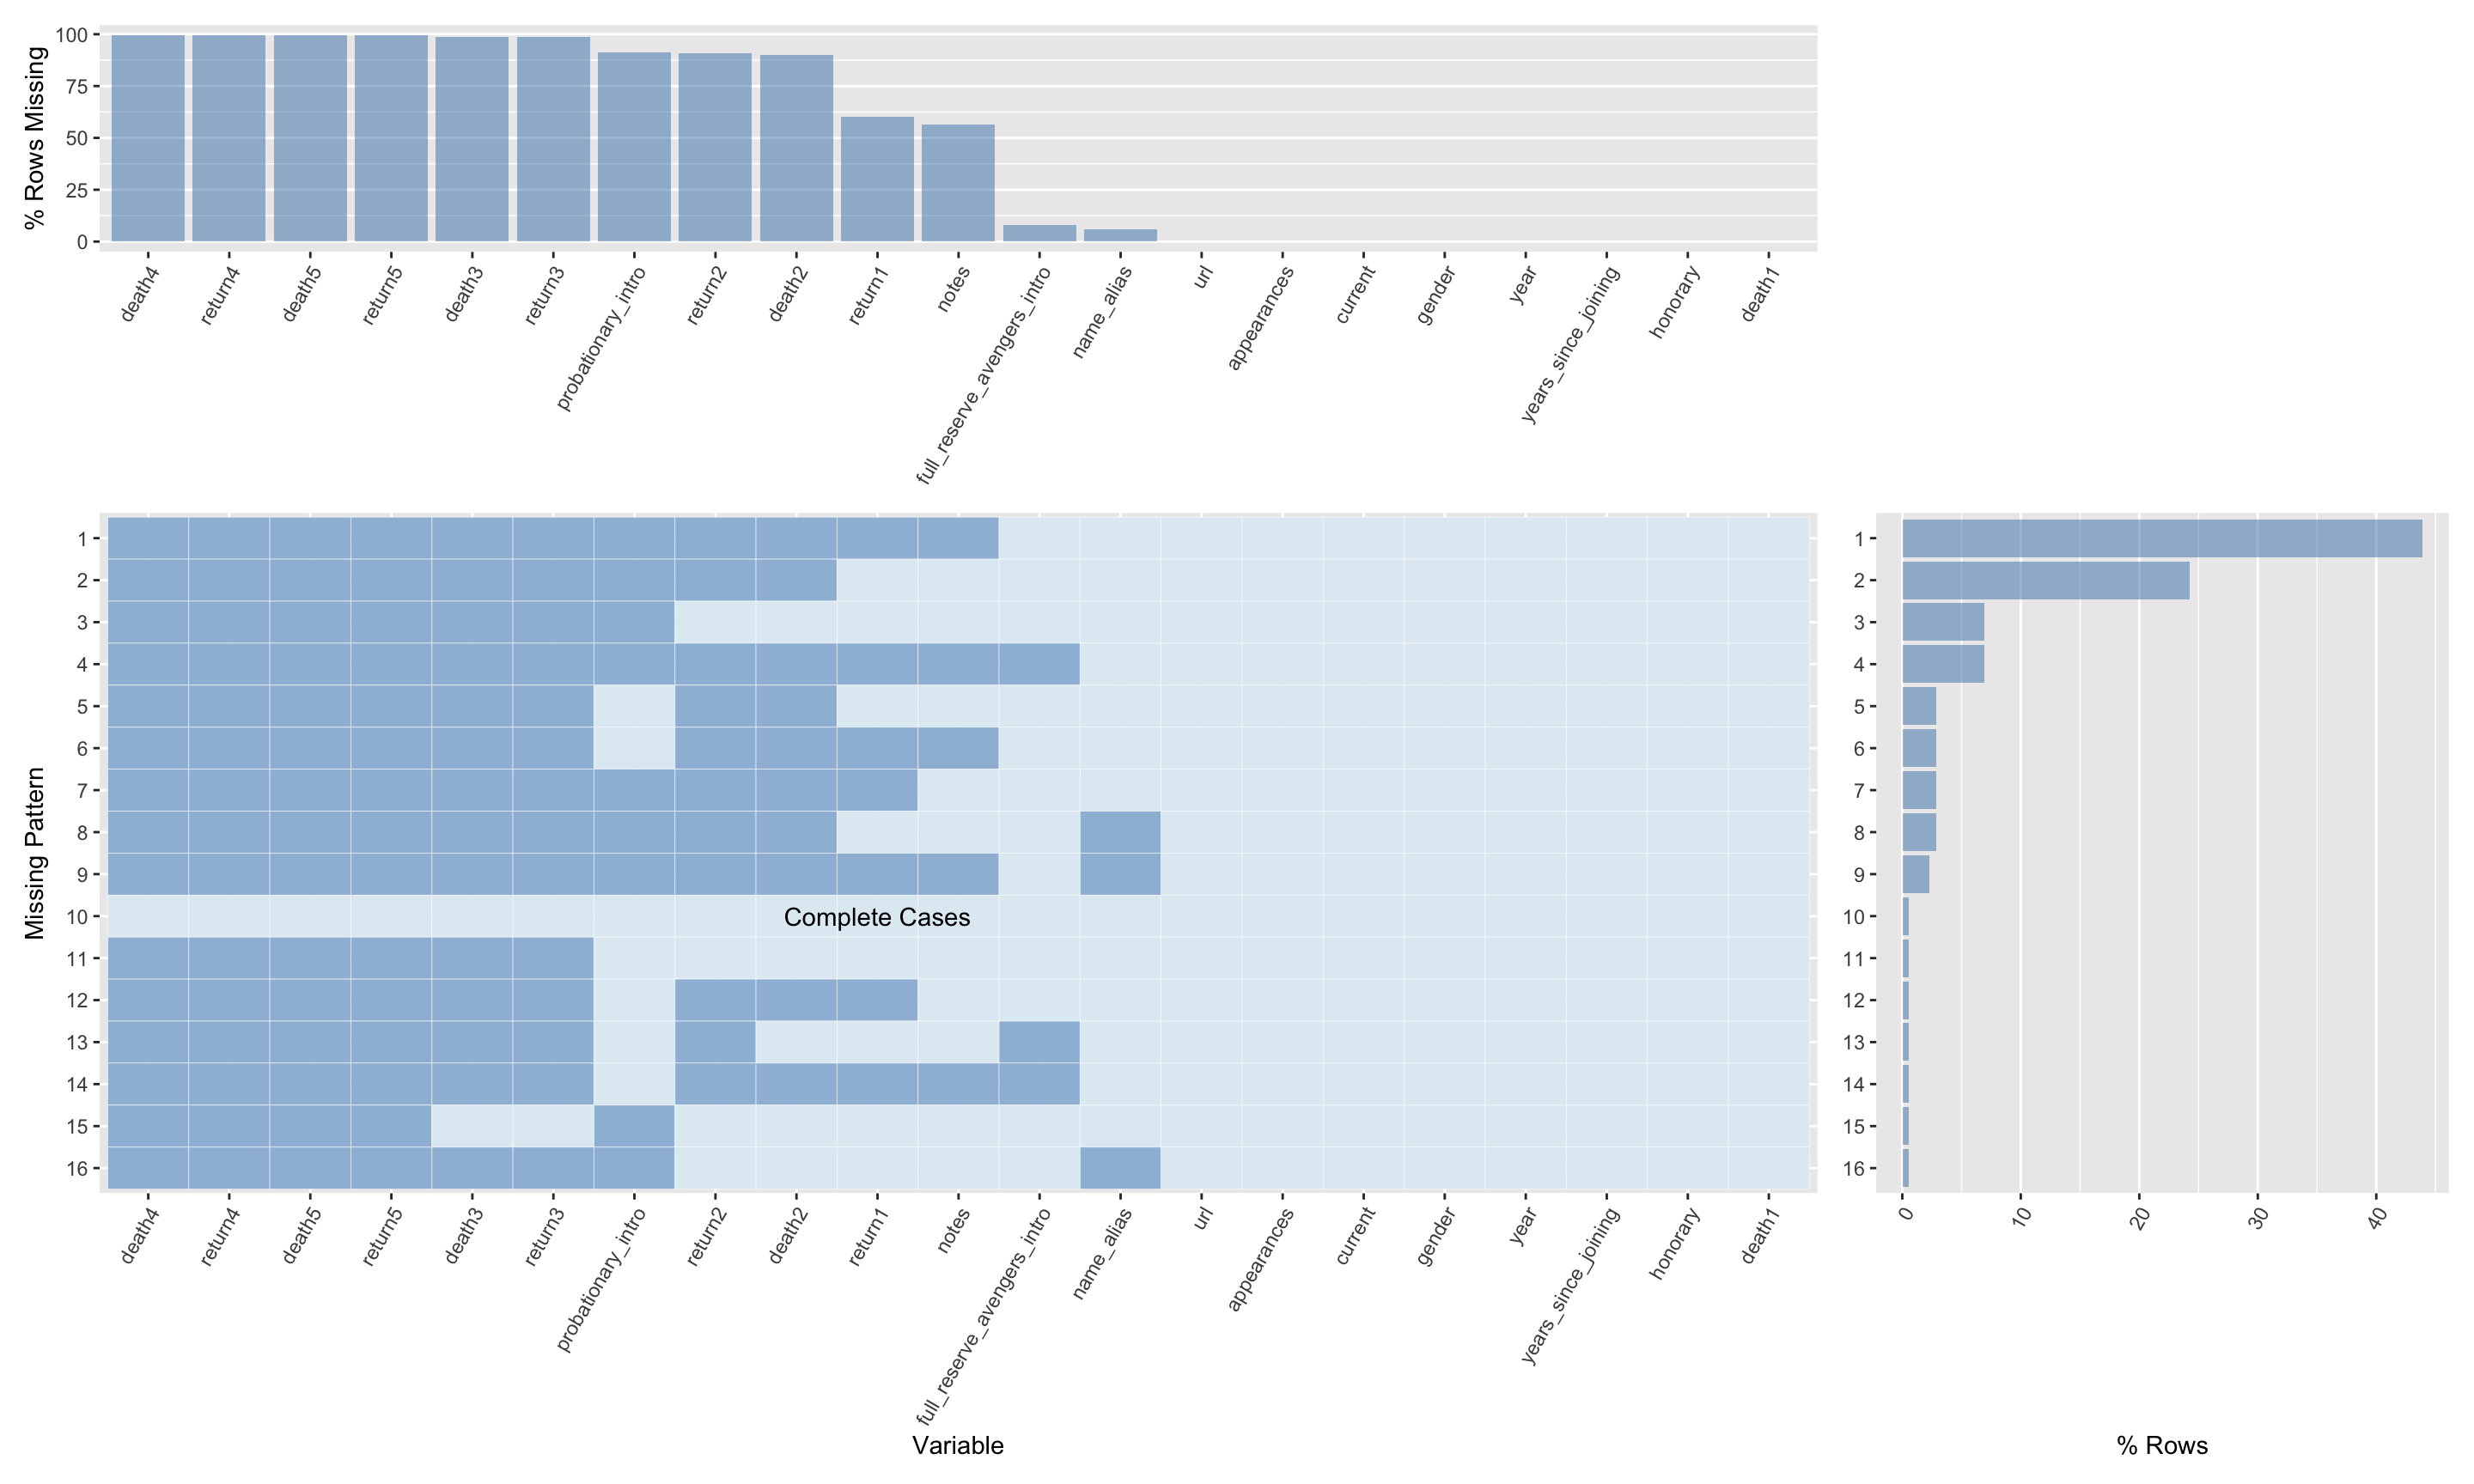 % Rows Missing
100
75
50
25
0
death4
return4
death5
return5
death3
return3
probationary_intro
return2
death2
return1
notes
full_reserve_avengers_intro
name_alias
url
appearances
current
gender
year
years_since_joining
honorary
death1
Missing Pattern
1
2
3
4
5
6
7
8
9
10
11
12
13
14
15
16
Complete Cases
death4
return4
death5
return5
death3
return3
probationary_intro
return2
death2
return1
notes
full_reserve_avengers_intro
name_alias
url
appearances
current
gender
year
years_since_joining
honorary
death1
Variable
1
2
3
4
5
6
7
8
9
10
11
12
13
14
15
16
0
10
20
30
40
% Rows